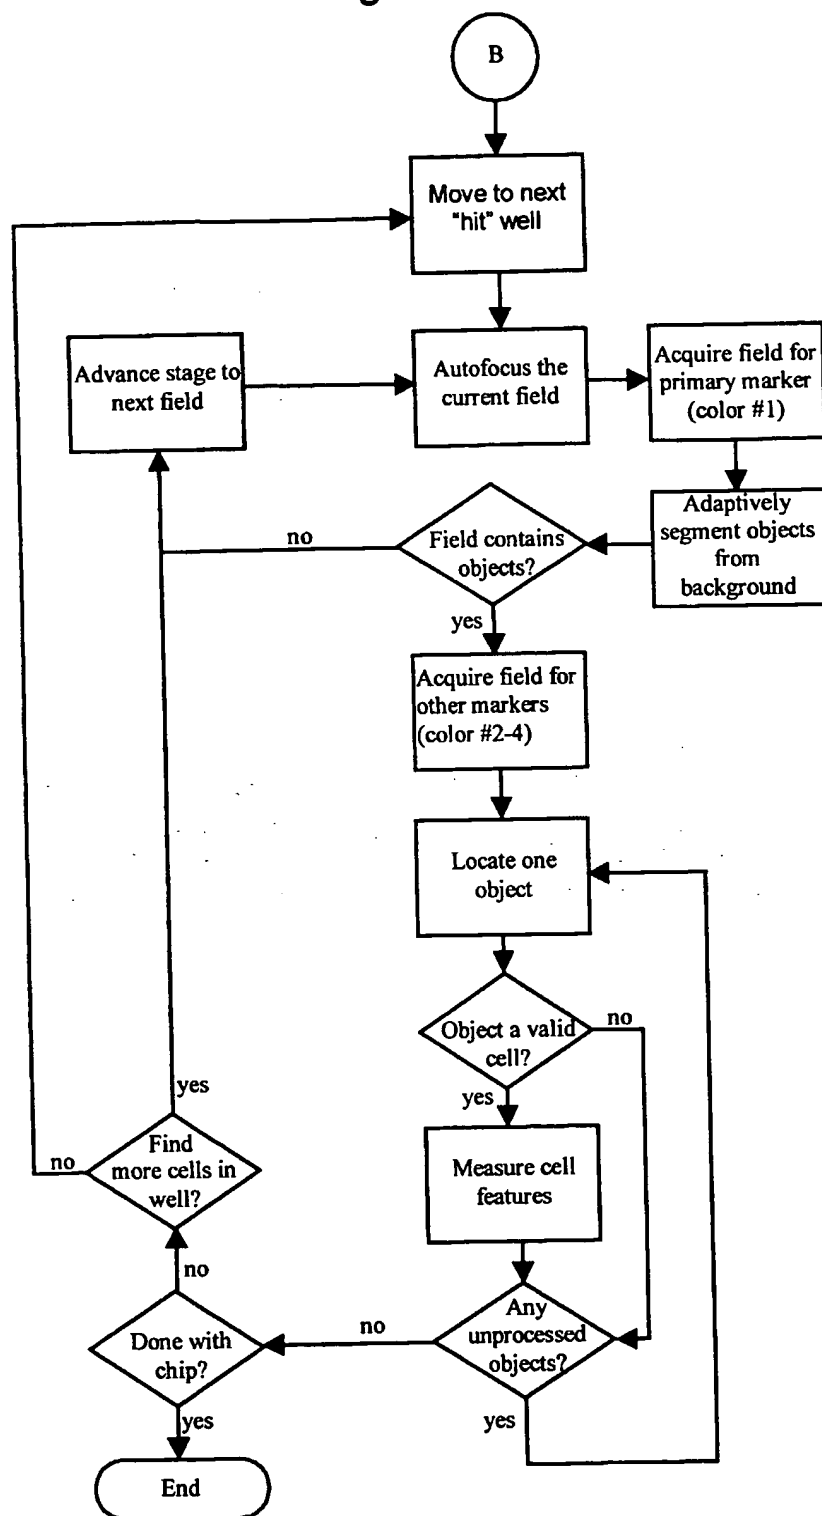 B
Move to next
"hit" well
Advance stage to
next field
Autofocus the
current field
Acquire field for
primary marker
(color #1)
Adaptively
segment objects
from
background
Field contains
objects?
no
yes
Acquire field for
other markers
(color #2-4)
Locate one
object
Object a valid
cell?
no
yes
Measure cell
features
Any
unprocessed
objects?
no
yes
Done with
chip?
no
yes
Find
more cells in
well?
yes
no
End